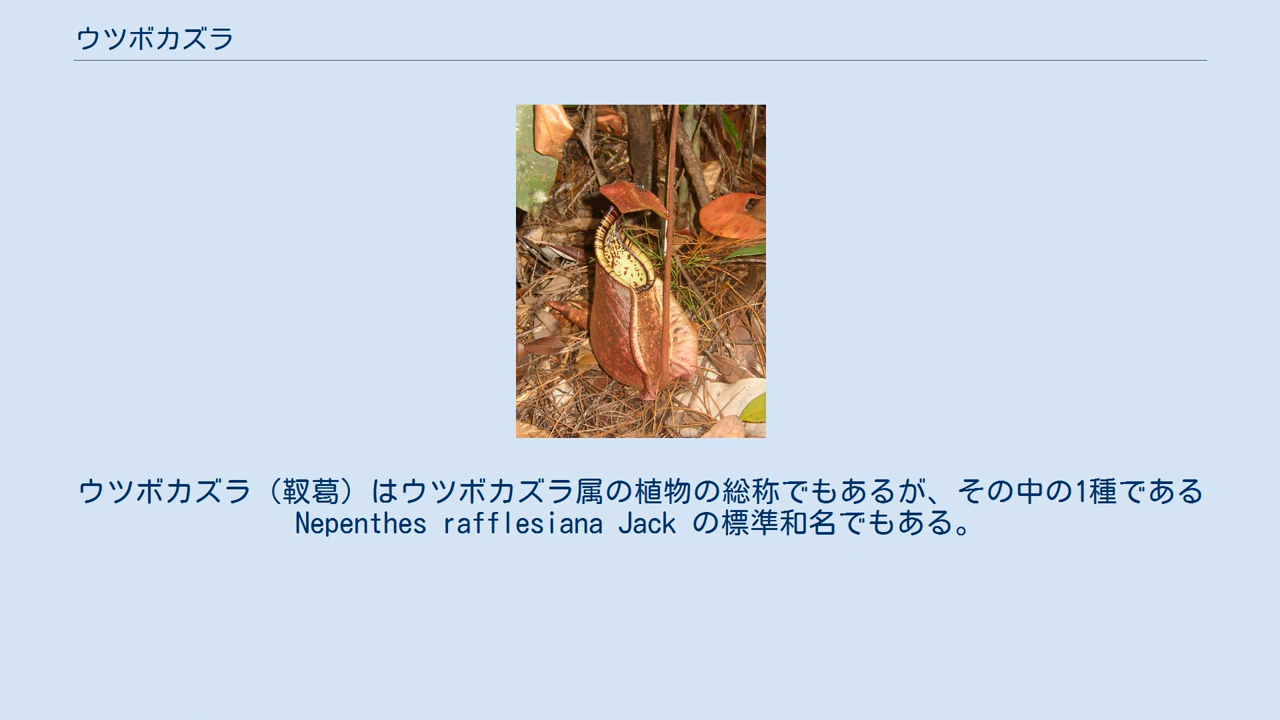 ウツボカズラ
ウツボカズラ（靫葛）はウツボカズラ属の植物の総称でもあるが、その中の1種である
Nepenthes rafflesiana Jack の標準和名でもある。